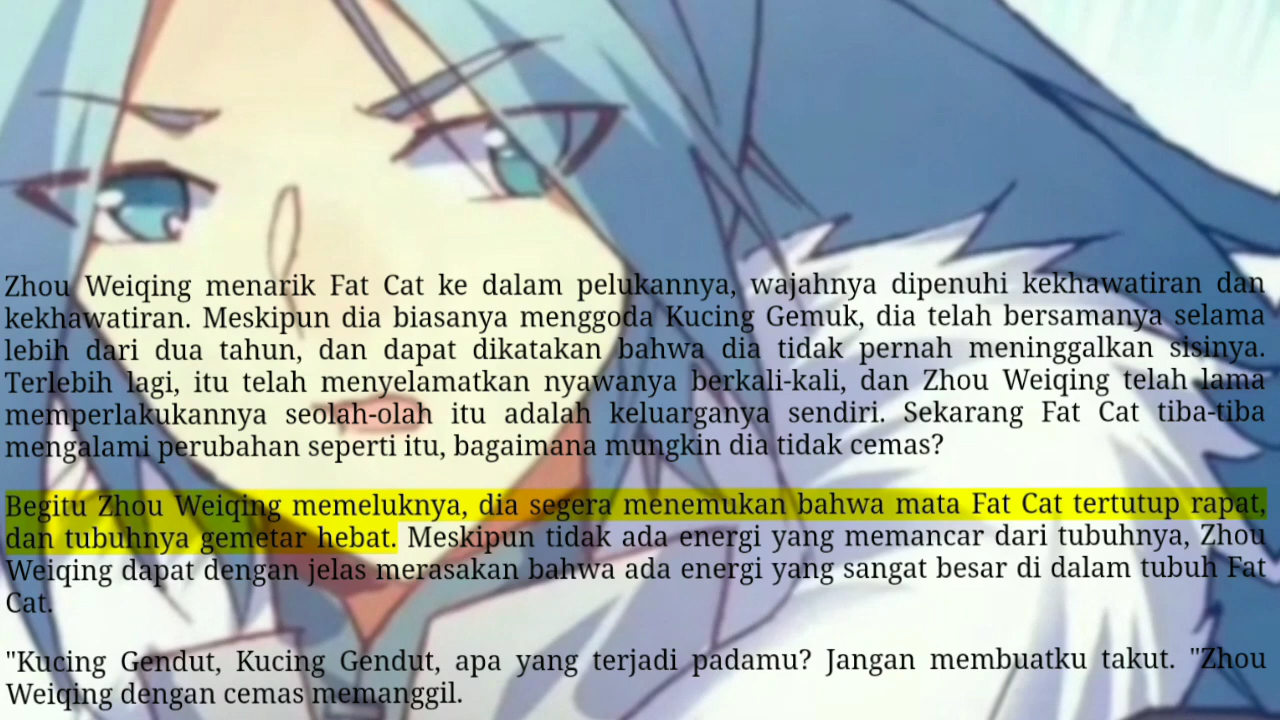 Zhou Weiqing menarik Fat Cat ke dalam pelukannya, wajahnya dipenuhi kekhawatiran dan
kekhawatiran. Meskipun dia biasanya menggoda Kucing Gemuk, dia telah bersamanya selama
lebih dari dua tahun, dan dapat dikatakan bahwa dia tidak pernah meninggalkan sisinya.
Terlebih lagi, itu telah menyelamatkan nyawanya berkali-kali, dan Zhou Weiqing telah lama
memperlakukannya seolah-olah itu adalah keluarganya sendiri. Sekarang Fat Cat tiba-tiba
mengalami perubahan seperti itu, bagaimana mungkin dia tidak cemas?
Begitu Zhou Weiqing memeluknya, dia segera menemukan bahwa mata Fat Cat tertutup rapat,
dan tubuhnya gemetar hebat. Meskipun tidak ada energi yang memancar dari tubuhnya, Zhou
Weiqing dapat dengan jelas merasakan bahwa ada energi yang sangat besar di dalam tubuh Fat
Cat.
"Kucing Gendut, Kucing Gendut, apa yang terjadi padamu? Jangan membuatku takut. "Zhou
Weiqing dengan cemas memanggil.